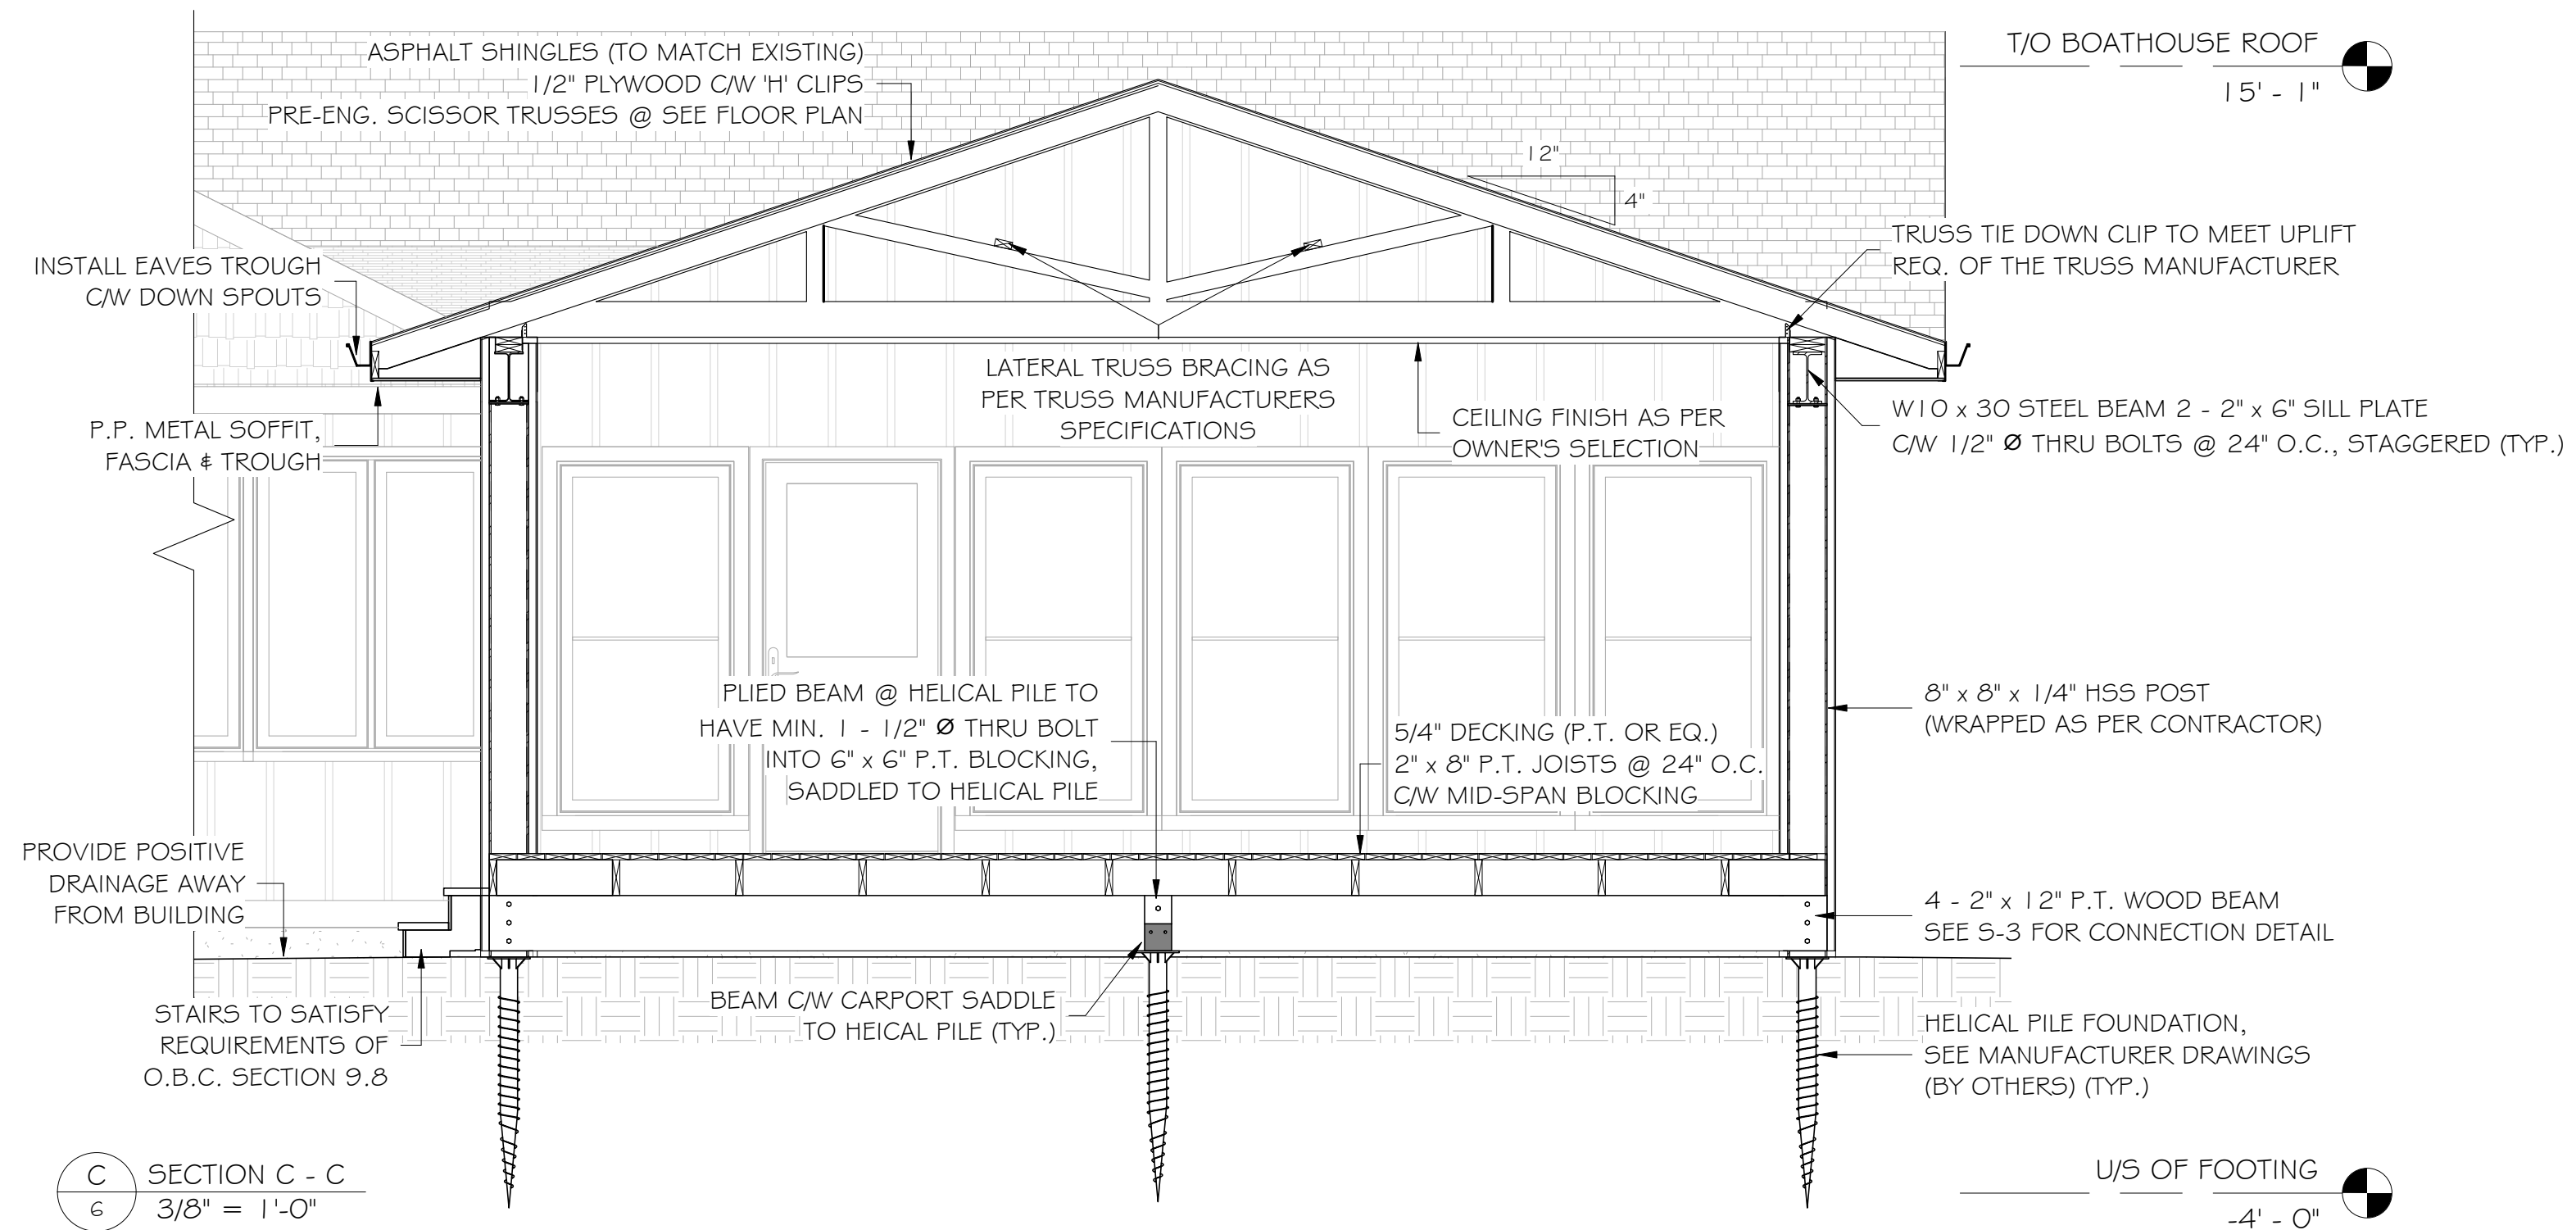 ASPHALT SHINGLES (TO MATCH EXISTING)
1/2" PLYWOOD C/W 'H' CLIPS
PRE-ENG. SCISSOR TRUSSES @ SEE FLOOR PLAN
T/O BOATHOUSE ROOF
15' - 1"
12"
4"
INSTALL EAVES TROUGH
C/W DOWN SPOUTS
TRUSS TIE DOWN CLIP TO MEET UPLIFT
REQ. OF THE TRUSS MANUFACTURER
P.P. METAL SOFFIT,
FASCIA & TROUGH
LATERAL TRUSS BRACING AS
PER TRUSS MANUFACTURERS
SPECIFICATIONS
CEILING FINISH AS PER
OWNER'S SELECTION
W10 x 30 STEEL BEAM 2 - 2" x 6" SILL PLATE
C/W 1/2" Ø THRU BOLTS @ 24" O.C., STAGGERED (TYP.)
PLIED BEAM @ HELICAL PILE TO
HAVE MIN. 1 - 1/2" Ø THRU BOLT
INTO 6" x 6" P.T. BLOCKING,
SADDLED TO HELICAL PILE
5/4" DECKING (P.T. OR EQ.)
2" x 8" P.T. JOISTS @ 24" O.C.
C/W MID-SPAN BLOCKING
8" x 8" x 1/4" HSS POST
(WRAPPED AS PER CONTRACTOR)
PROVIDE POSITIVE
DRAINAGE AWAY
FROM BUILDING
4 - 2" x 12" P.T. WOOD BEAM
SEE S-3 FOR CONNECTION DETAIL
STAIRS TO SATISFY
REQUIREMENTS OF
O.B.C. SECTION 9.8
BEAM C/W CARPORT SADDLE
TO HEICAL PILE (TYP.)
HELICAL PILE FOUNDATION,
SEE MANUFACTURER DRAWINGS
(BY OTHERS) (TYP.)
C
6
SECTION C - C
3/8" = 1'-0"
U/S OF FOOTING
-4' - 0"